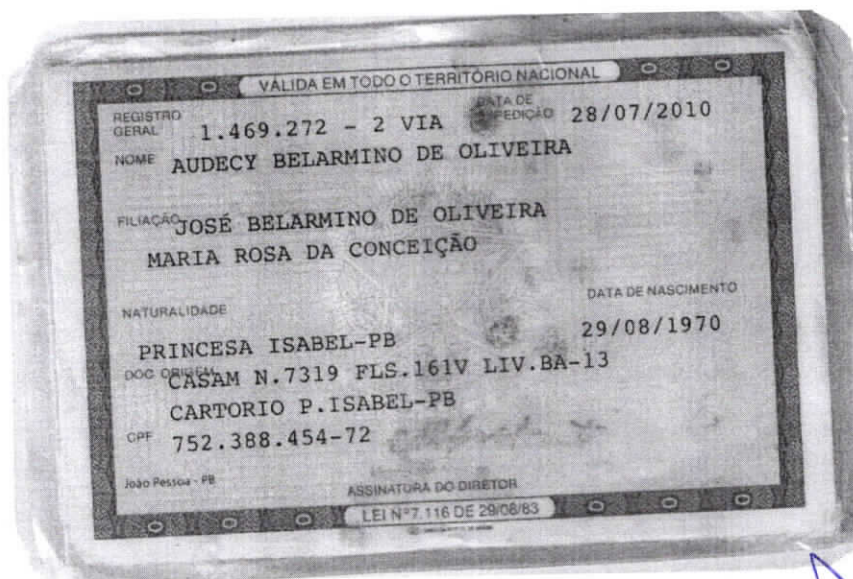 VÁLIDA EM TODO O TERRITÓRIO NACIONAL
REGISTRO GERAL 1.469.272 - 2 VIA DATA DE EXPEDIÇÃO 28/07/2010
NOME AUDECY BELARMINO DE OLIVEIRA
FILIAÇÃO JOSÉ BELARMINO DE OLIVEIRA
MARIA ROSA DA CONCEIÇÃO
NATURALIDADE DATA DE NASCIMENTO
PRINCESA ISABEL-PB 29/08/1970
DOC ORIGEM CASAM N.7319 FLS.161V LIV.BA-13
CARTORIO P.ISABEL-PB
CPF 752.388.454-72
João Pessoa - PB
ASSINATURA DO DIRETOR
LEI Nº 7.116 DE 29/08/83